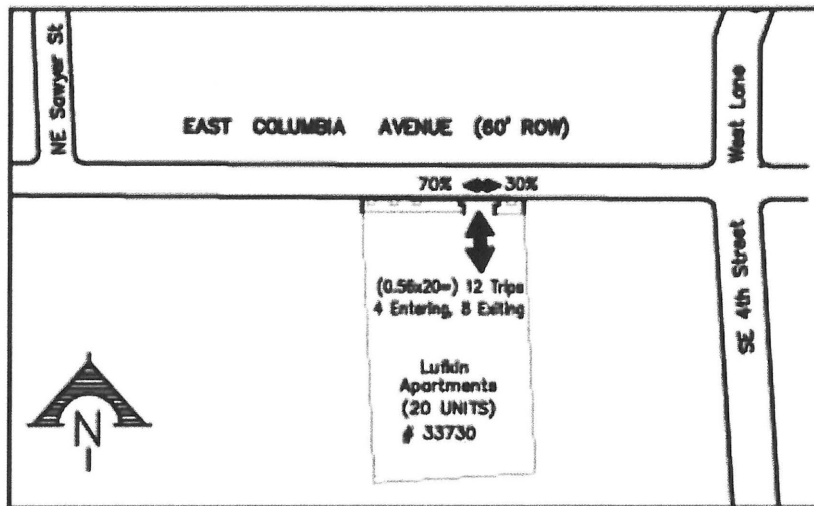 NE Sawyer St
EAST COLUMBIA AVENUE (60' ROW)
West Lane
70% 30%
(0.56x20=) 12 Trips
4 Entering, 8 Exiting
Lufkin
Apartments
(20 UNITS)
# 33730
SE 4th Street
N